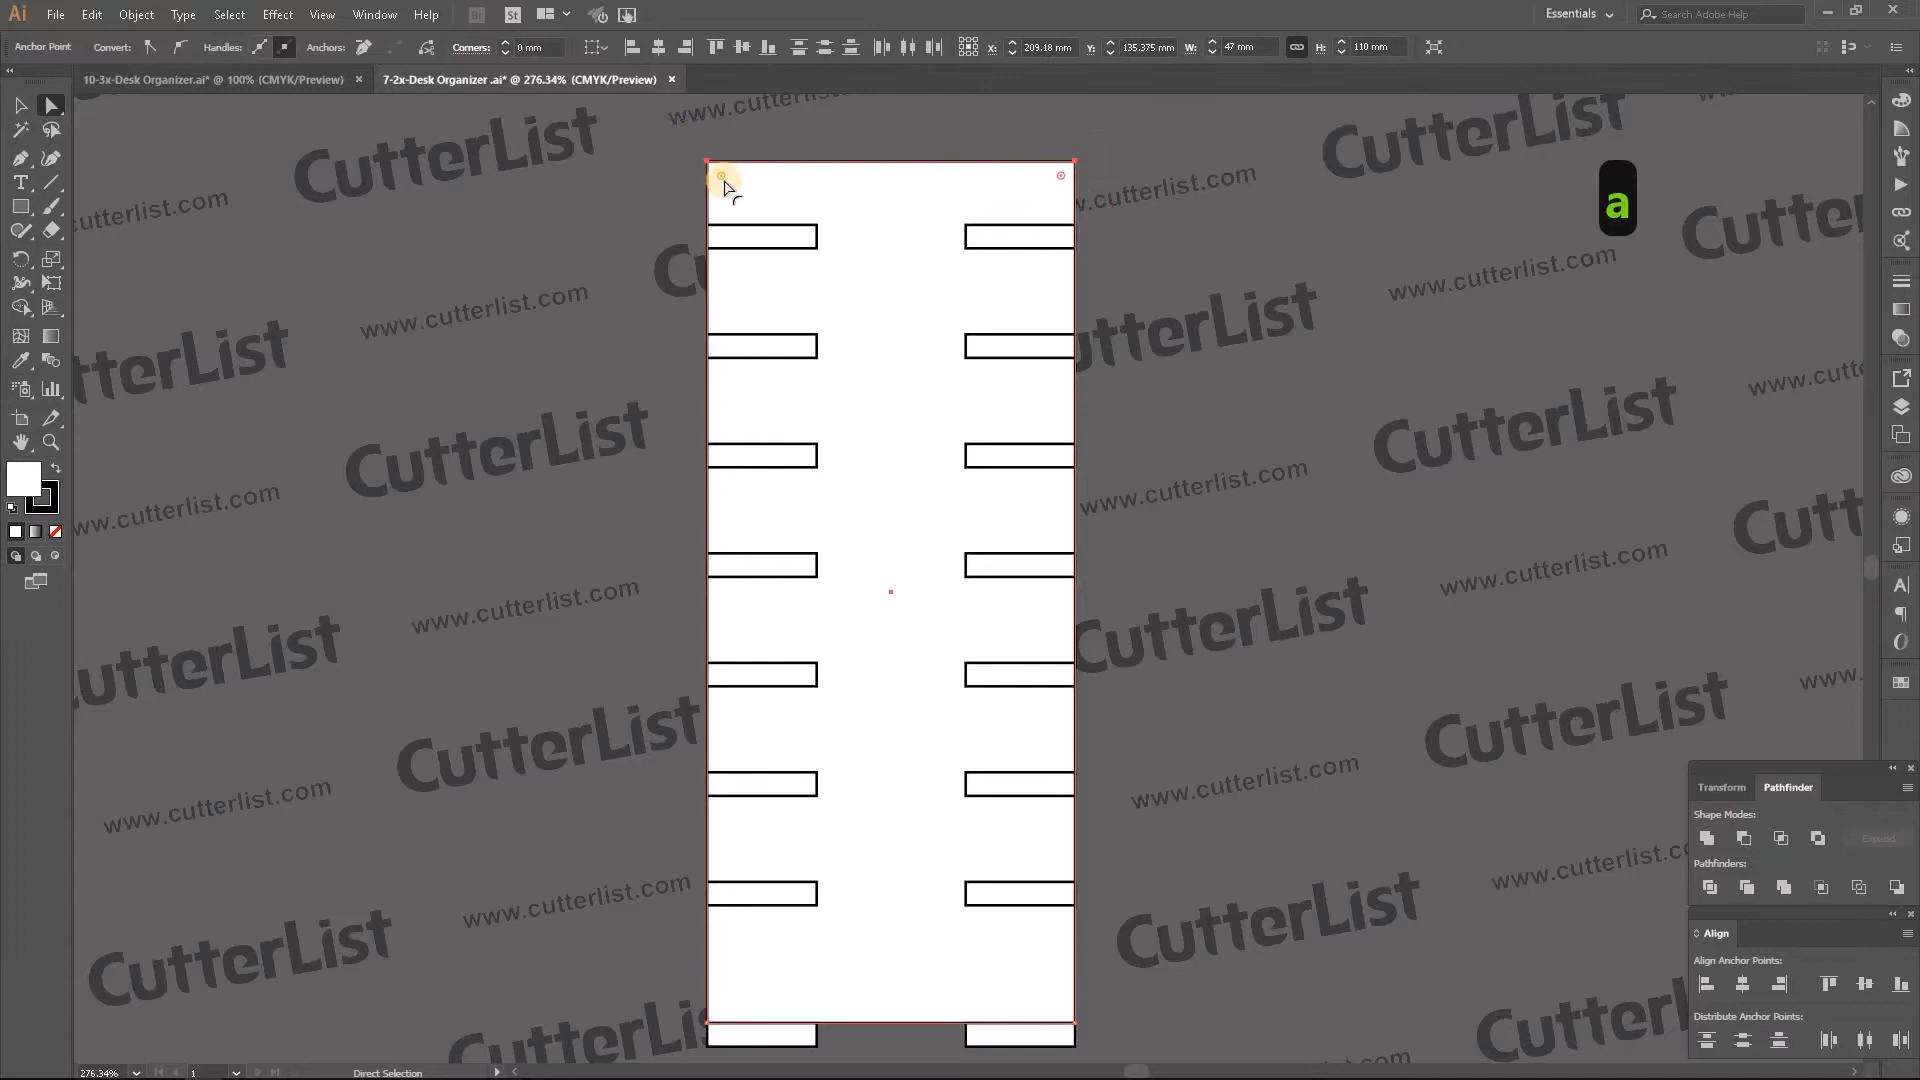 Ai File Edit Object Type Select Effect View Window Help Br St Essentials Search Adobe Help
Anchor Point Convert: Handles: Anchors: Corners: 0 mm X: 209.18 mm Y: 135.375 mm W: 47 mm H: 110 mm
10-3x-Desk Organizer.ai* @ 100% (CMYK/Preview) × 7-2x-Desk Organizer .ai* @ 276.34% (CMYK/Preview) ×
CutterList
www.cutterlist.com
a
Transform Pathfinder
Shape Modes:
Expand
Pathfinders:
Align
Align Anchor Points:
Distribute Anchor Points:
276.34% 1 Direct Selection